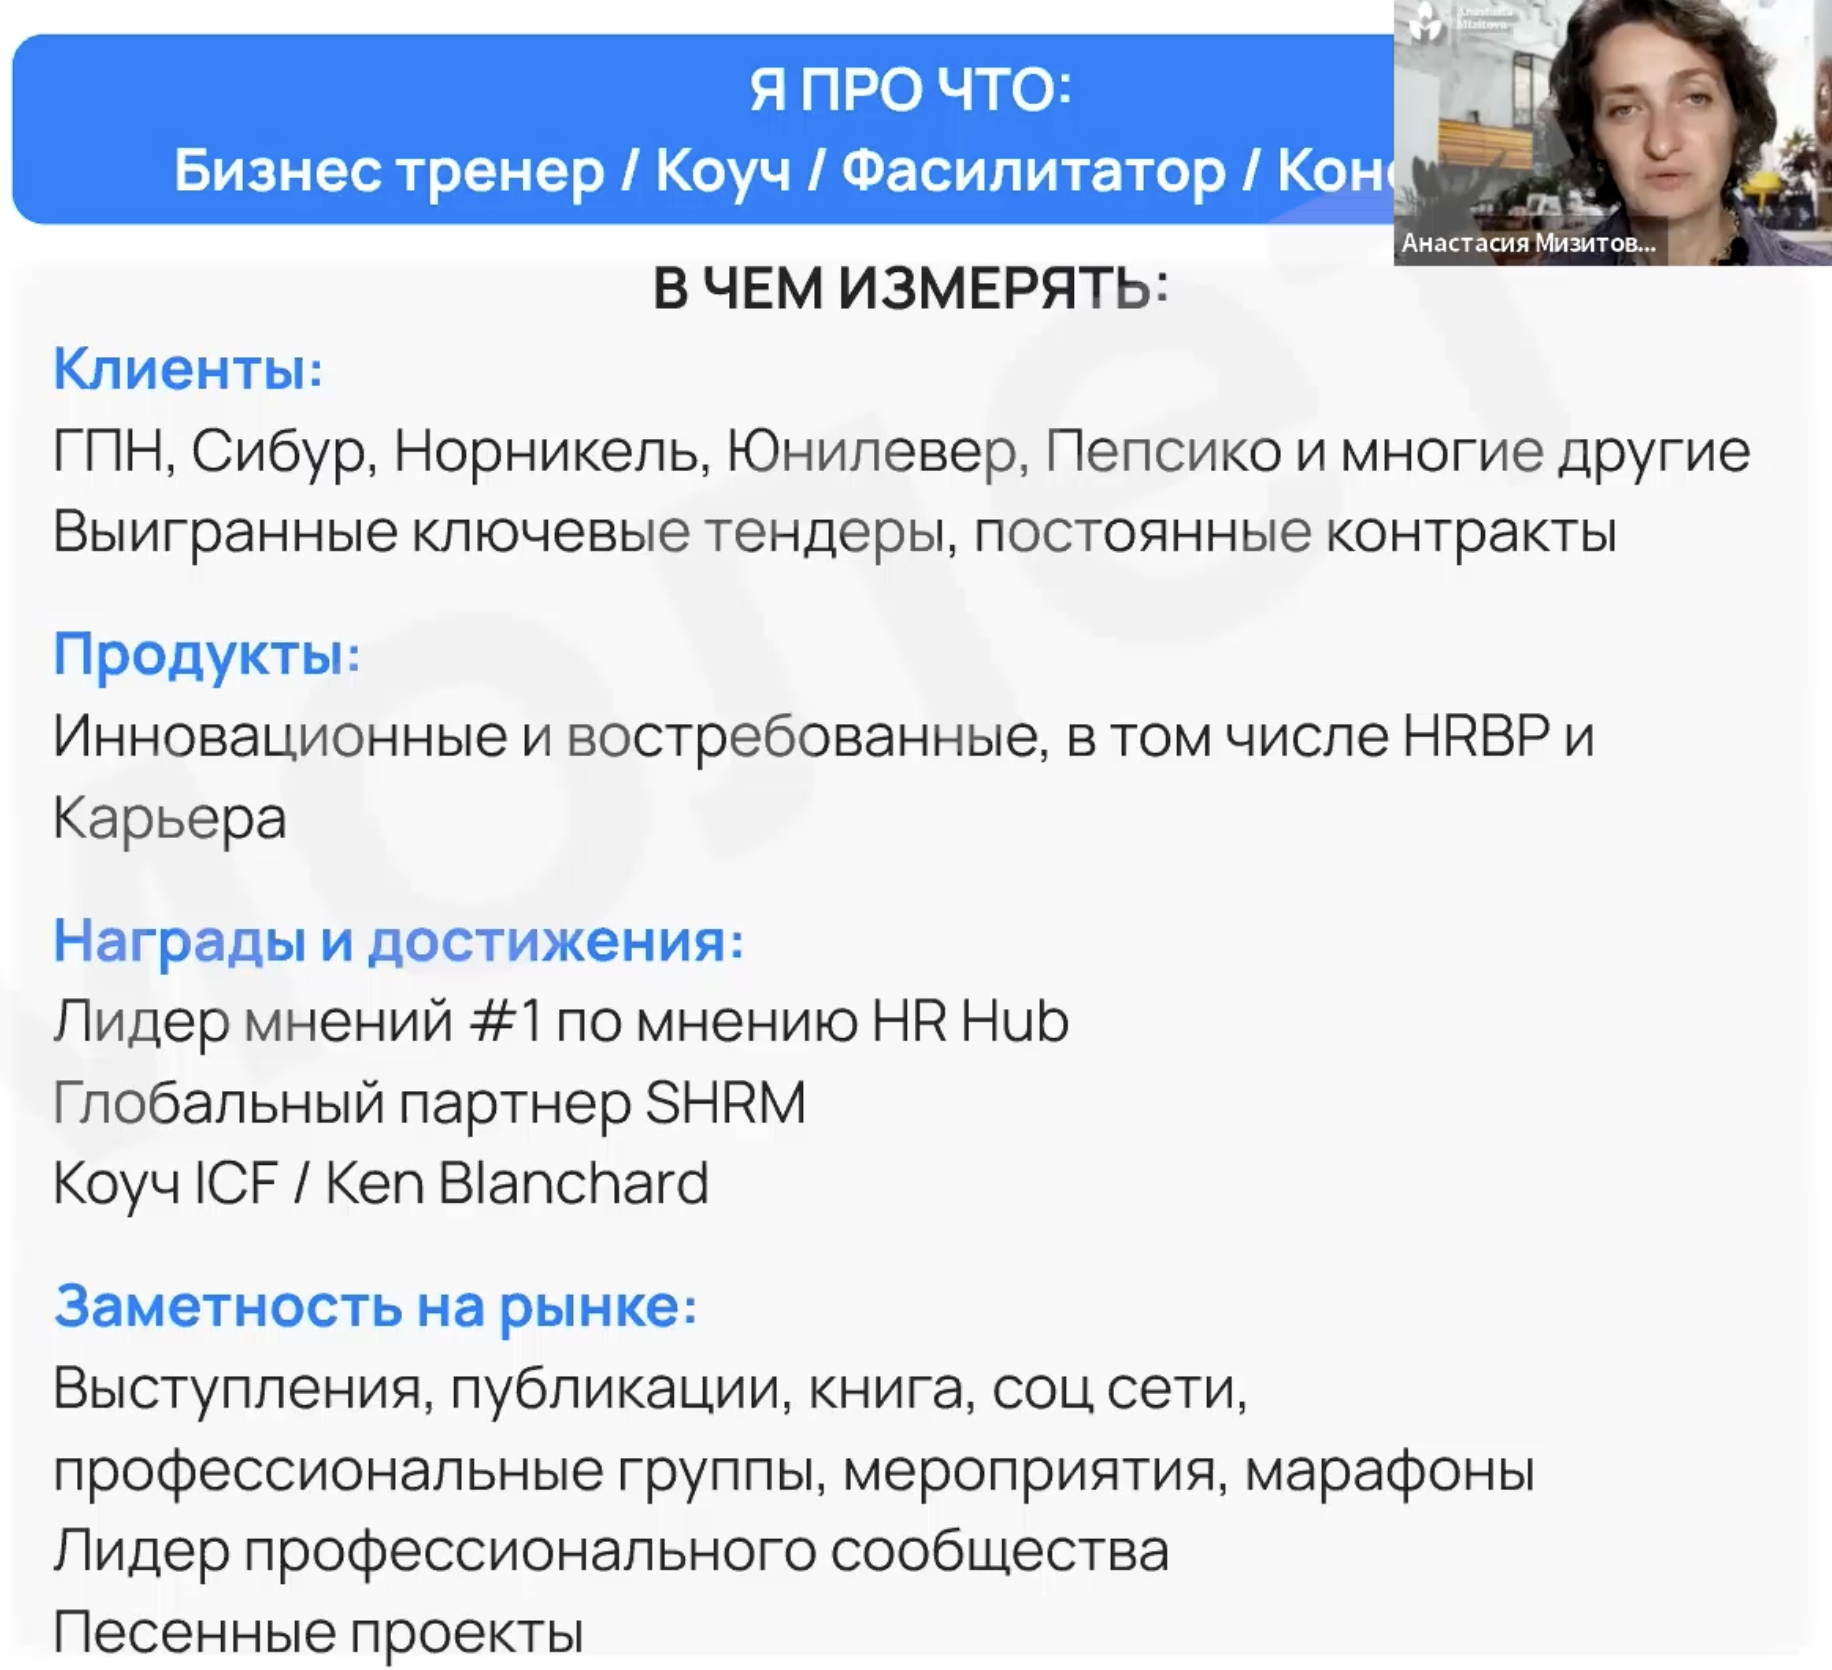 Я ПРО ЧТО:
Бизнес тренер / Коуч / Фасилитатор /
Anastasia
Mizitova
Анастасия Мизитов...
В ЧЕМ ИЗМЕРЯТЬ:
Клиенты:
ГПН, Сибур, Норникель, Юнилевер, Пепсико и многие другие
Выигранные ключевые тендеры, постоянные контракты
Продукты:
Инновационные и востребованные, в том числе HRBP и
Карьера
Награды и достижения:
Лидер мнений #1 по мнению HR Hub
Глобальный партнер SHRM
Коуч ICF / Ken Blanchard
Заметность на рынке:
Выступления, публикации, книга, соц сети,
профессиональные группы, мероприятия, марафоны
Лидер профессионального сообщества
Песенные проекты